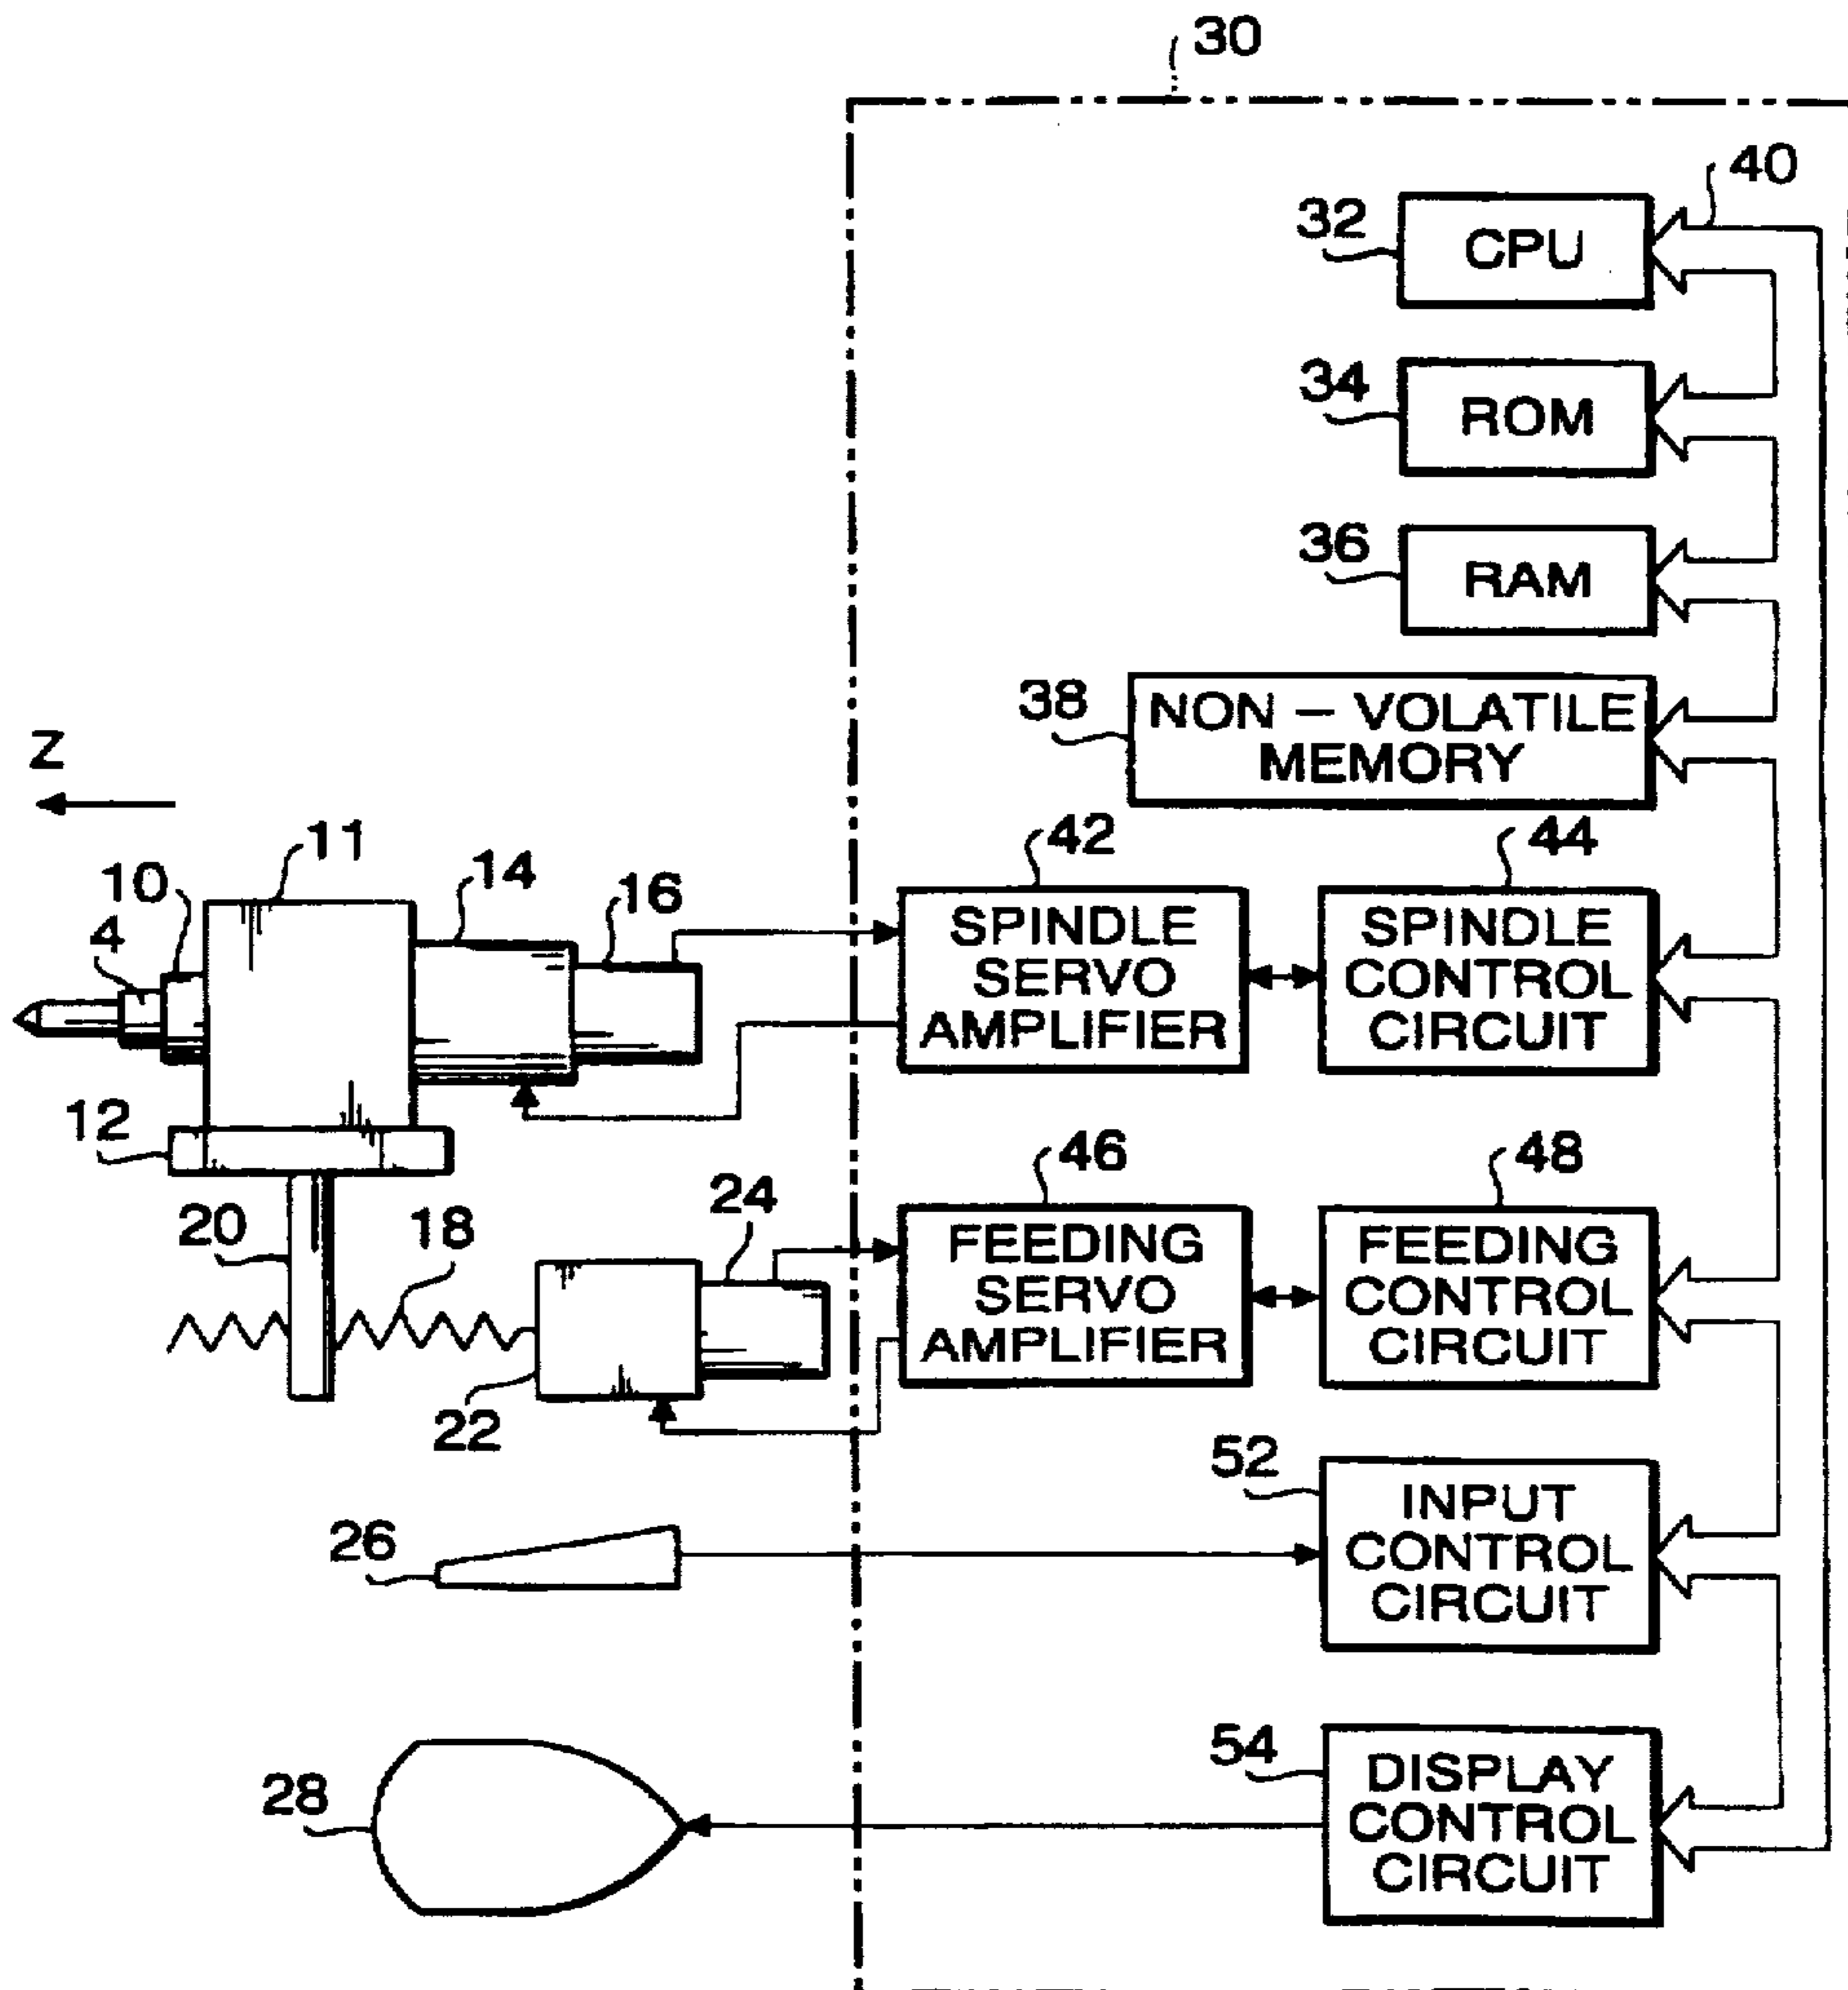 30
40
32
CPU
34
ROM
36
RAM
38
NON – VOLATILE
MEMORY
Z
11
10
4
14
16
42
SPINDLE
SERVO
AMPLIFIER
44
SPINDLE
CONTROL
CIRCUIT
12
20
18
24
22
46
FEEDING
SERVO
AMPLIFIER
48
FEEDING
CONTROL
CIRCUIT
26
52
INPUT
CONTROL
CIRCUIT
28
54
DISPLAY
CONTROL
CIRCUIT